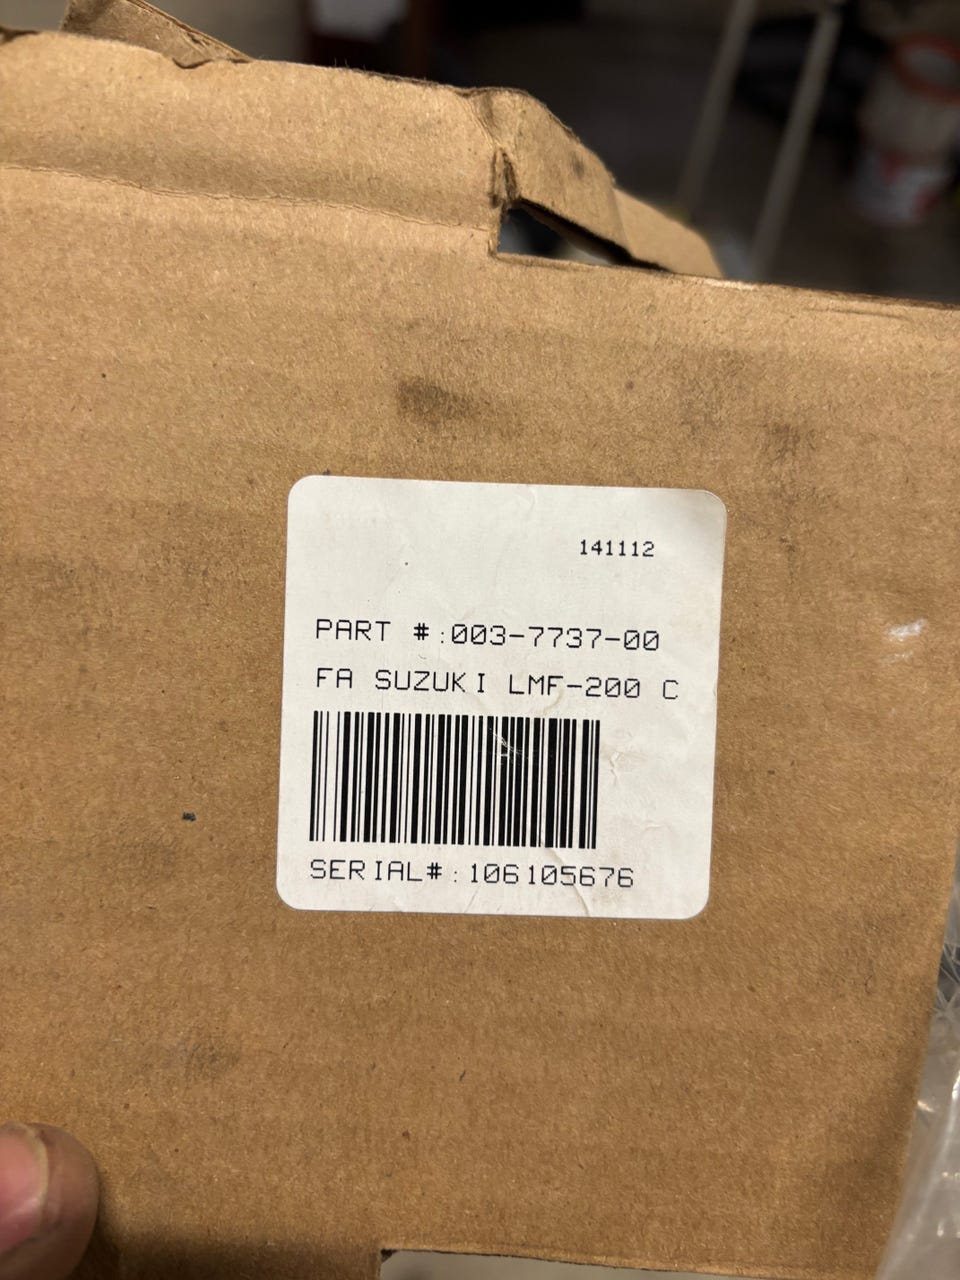 141112
PART #:003-7737-00
FA SUZUKI LMF-200 C
SERIAL#:106105676